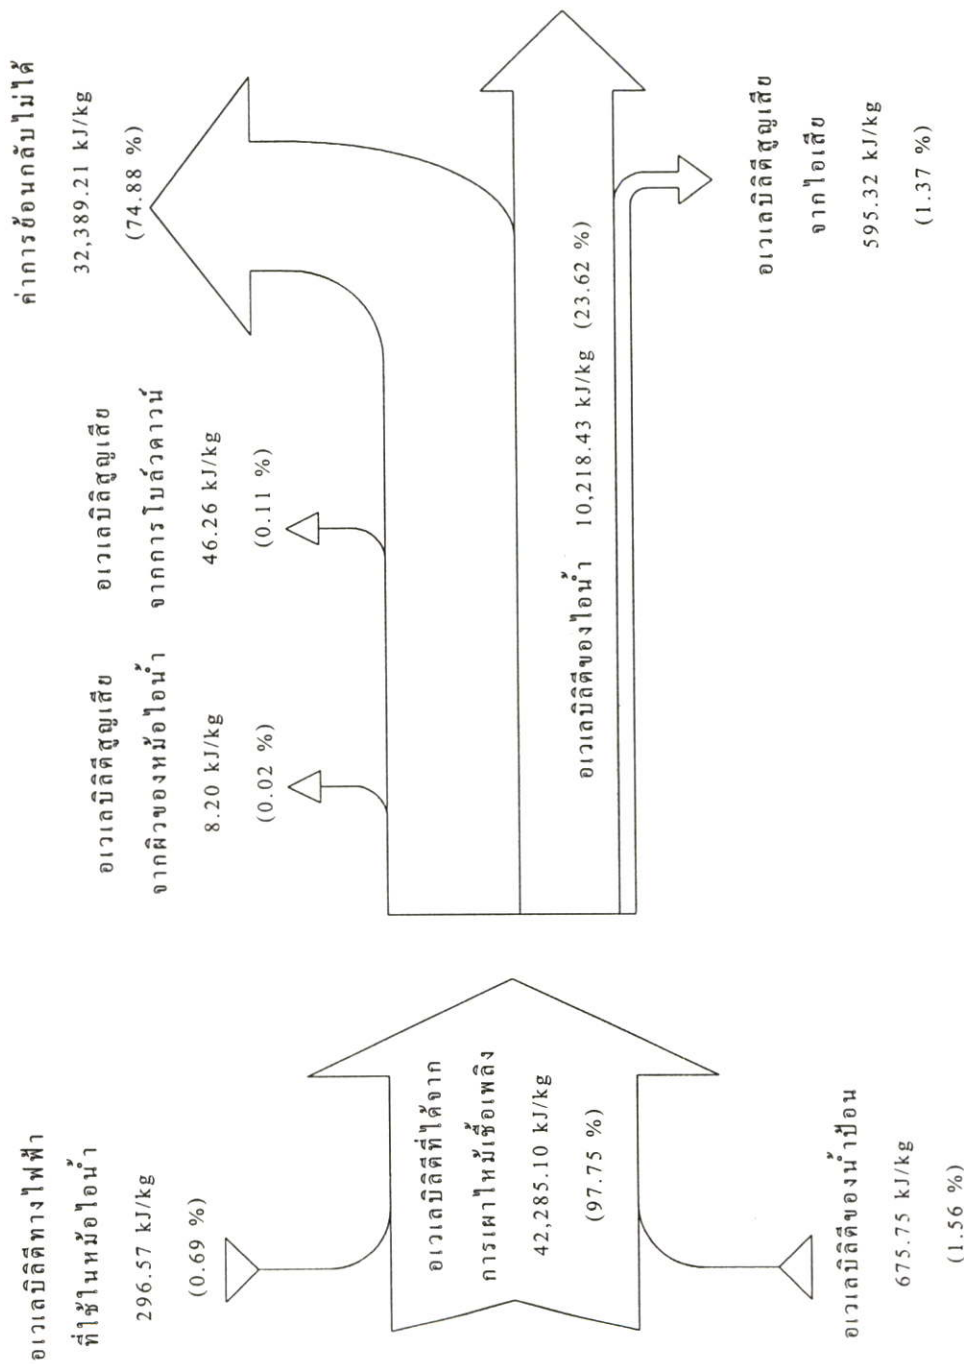 อเวเลบิลิตีทางไฟฟ้า
ที่ใช้ในหม้อไอน้ำ
296.57 kJ/kg
(0.69 %)
อเวเลบิลิตีที่ได้จาก
การเผาไหม้เชื้อเพลิง
42,285.10 kJ/kg
(97.75 %)
อเวเลบิลิตีของน้ำป้อน
675.75 kJ/kg
(1.56 %)
อเวเลบิลิตีสูญเสีย
จากผิวของหม้อไอน้ำ
8.20 kJ/kg
(0.02 %)
อเวเลบิลิสูญเสีย
จากการโบล์วดาวน์
46.26 kJ/kg
(0.11 %)
ค่าการย้อนกลับไม่ได้
32,389.21 kJ/kg
(74.88 %)
อเวเลบิลิตีของไอน้ำ 10,218.43 kJ/kg (23.62 %)
อเวเลบิลิตีสูญเสีย
จากไอเสีย
595.32 kJ/kg
(1.37 %)